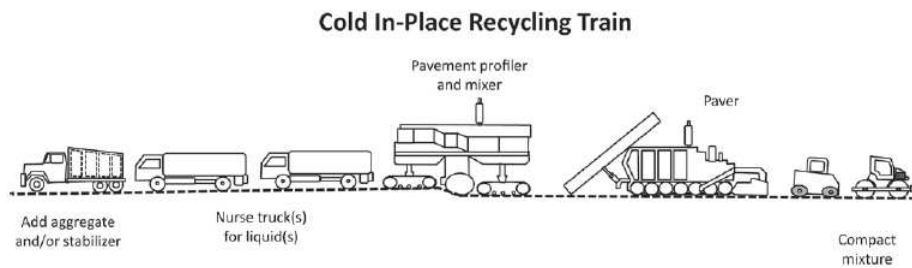 Cold In-Place Recycling Train
Pavement profiler
and mixer
Paver
Add aggregate
and/or stabilizer
Nurse truck(s)
for liquid(s)
Compact
mixture